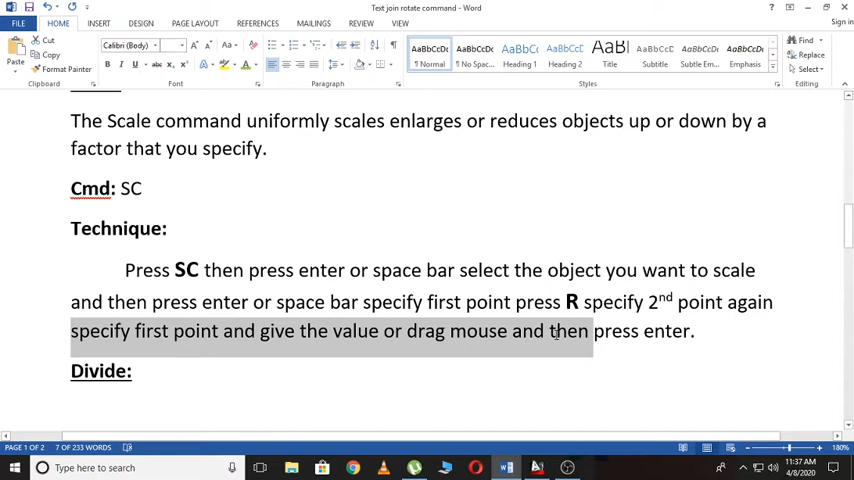 Text join rotate command - Word
FILE HOME INSERT DESIGN PAGE LAYOUT REFERENCES MAILINGS REVIEW VIEW Sign in
Paste Cut Copy Format Painter
Clipboard
Calibri (Body)
B I U abc
Font
Paragraph
AaBbCcDc AaBbCcDc AaBbCc AaBbCcC AaBI AaBbCcC AaBbCcDc AaBbCcDc
¶ Normal ¶ No Spac... Heading 1 Heading 2 Title Subtitle Subtle Em... Emphasis
Styles
Find
Replace
Select
Editing
The Scale command uniformly scales enlarges or reduces objects up or down by a
factor that you specify.
Cmd: SC
Technique:
Press SC then press enter or space bar select the object you want to scale
and then press enter or space bar specify first point press R specify 2nd point again
specify first point and give the value or drag mouse and then press enter.
Divide:
PAGE 1 OF 2 7 OF 233 WORDS 180%
Type here to search
11:37 AM
4/8/2020